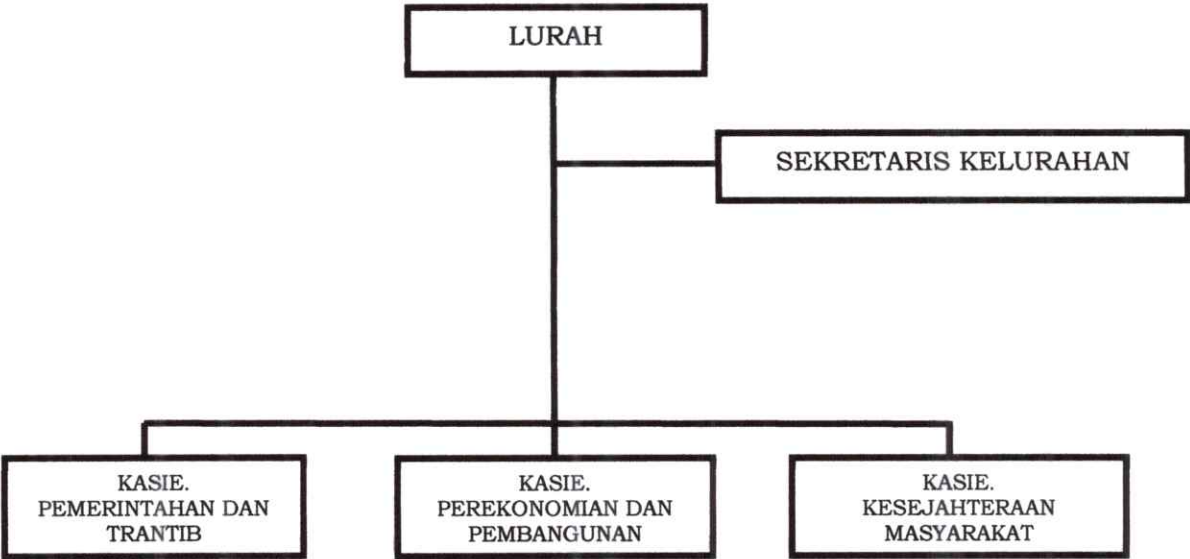 LURAH
SEKRETARIS KELURAHAN
KASIE.
PEMERINTAHAN DAN
TRANTIB
KASIE.
PEREKONOMIAN DAN
PEMBANGUNAN
KASIE.
KESEJAHTERAAN
MASYARAKAT